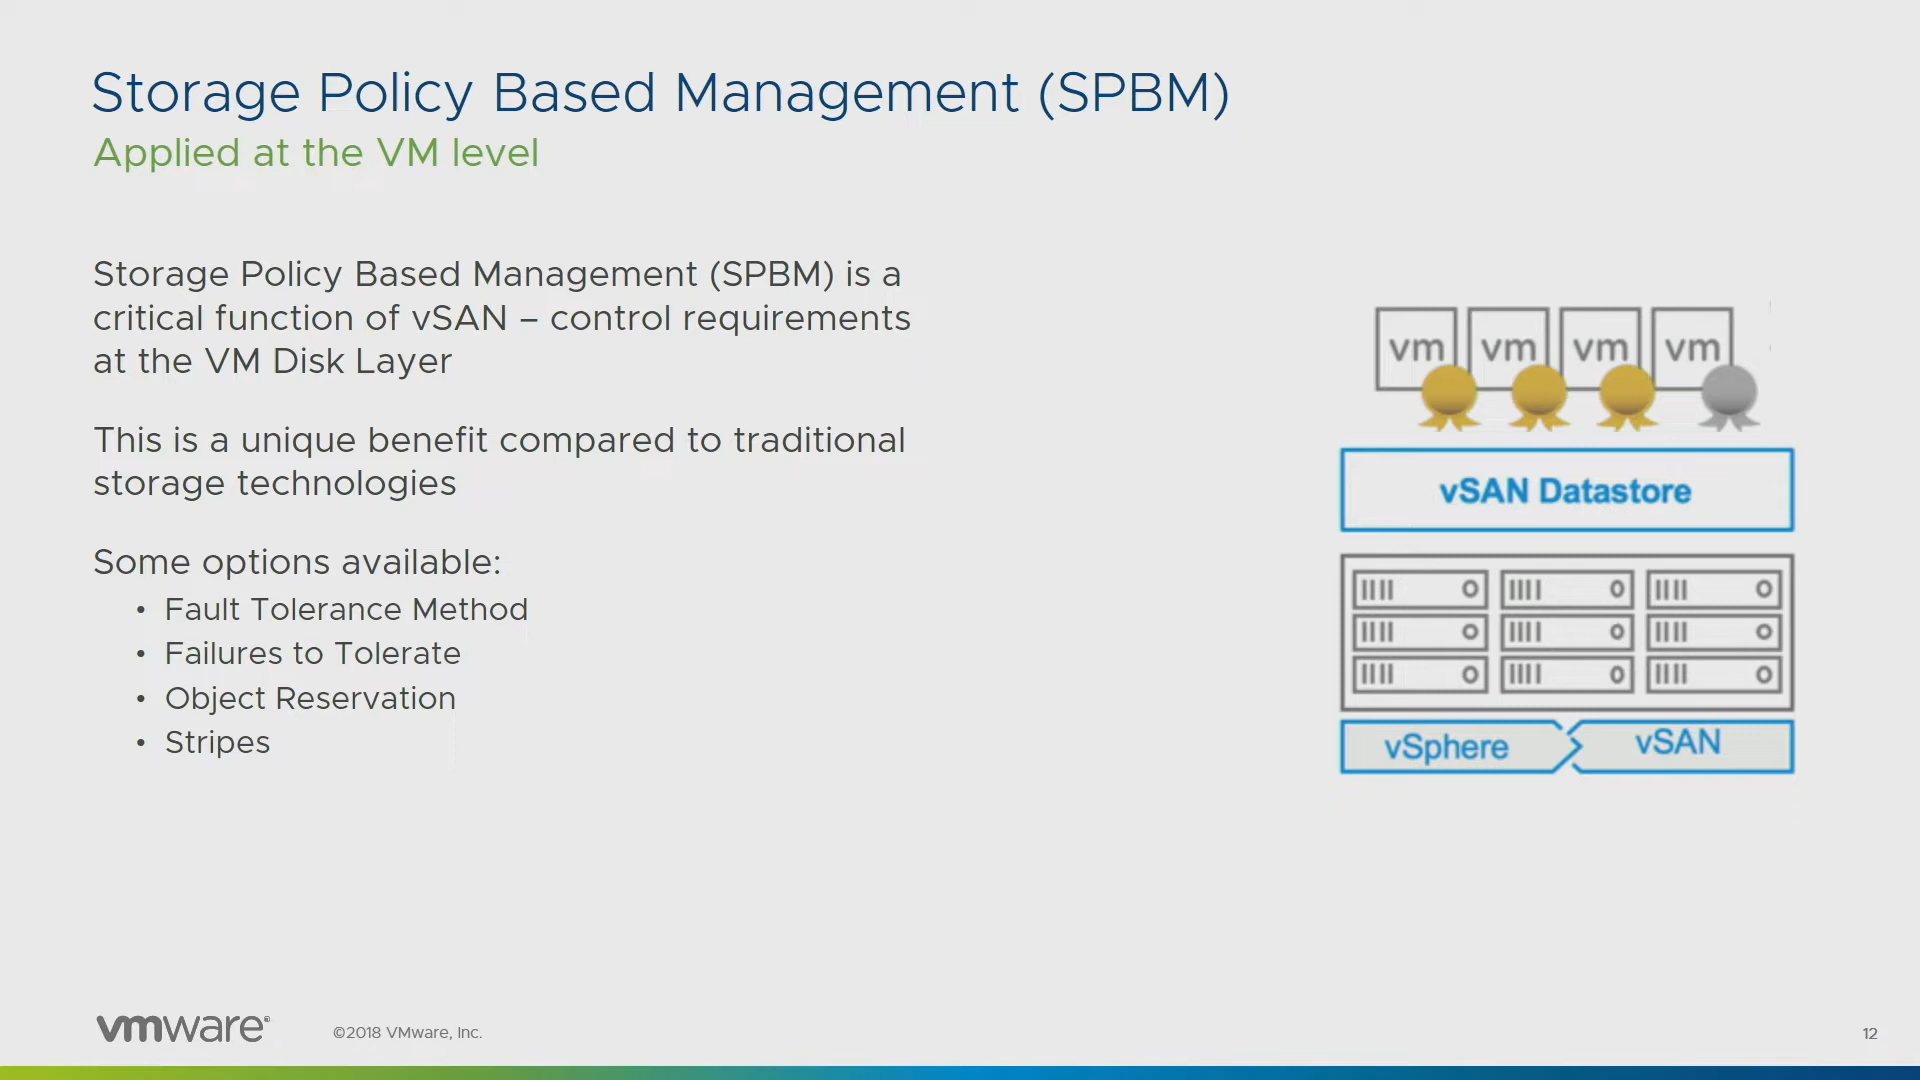 Storage Policy Based Management (SPBM)
Applied at the VM level
Storage Policy Based Management (SPBM) is a
critical function of vSAN – control requirements
at the VM Disk Layer
This is a unique benefit compared to traditional
storage technologies
Some options available:
• Fault Tolerance Method
• Failures to Tolerate
• Object Reservation
• Stripes
vm vm vm vm
vSAN Datastore
vSphere vSAN
vmware®
©2018 VMware, Inc.
12